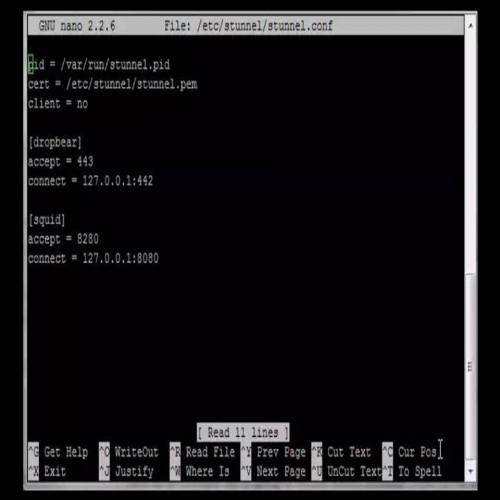 GNU nano 2.2.6 File: /etc/stunnel/stunnel.conf
pid = /var/run/stunnel.pid
cert = /etc/stunnel/stunnel.pem
client = no
[dropbear]
accept = 443
connect = 127.0.0.1:442
[squid]
accept = 8280
connect = 127.0.0.1:8080
[ Read 11 lines ]
^G Get Help ^O WriteOut ^R Read File ^Y Prev Page ^K Cut Text ^C Cur Pos
^X Exit ^J Justify ^W Where Is ^V Next Page ^U UnCut Text ^T To Spell